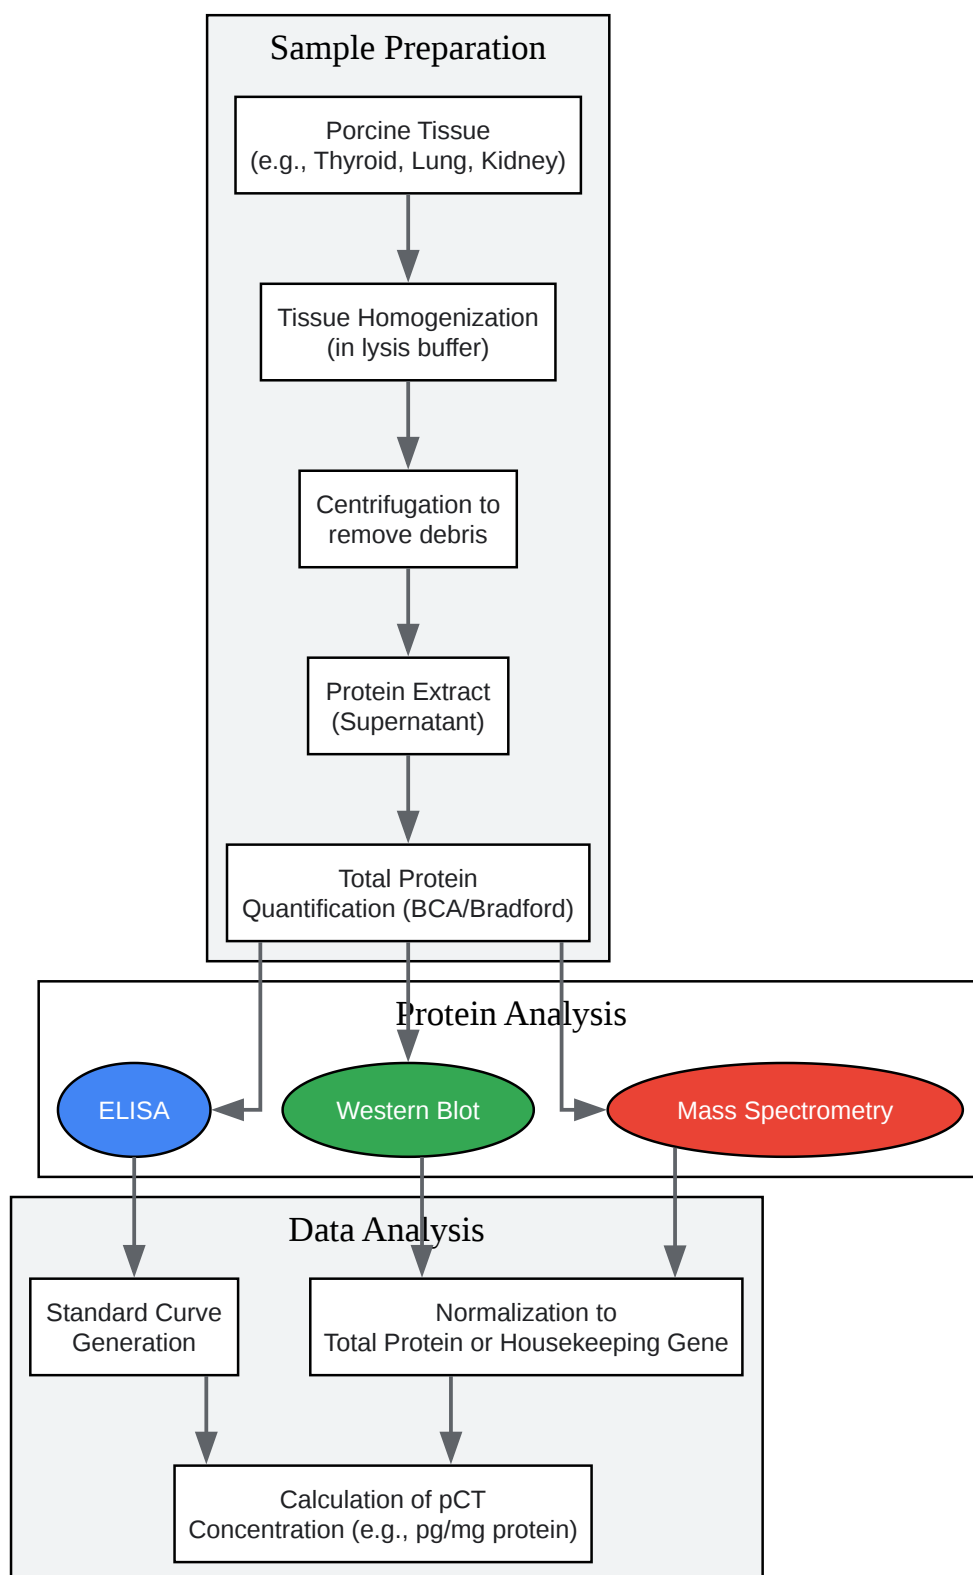 Sample Preparation
Porcine Tissue
(e.g., Thyroid, Lung, Kidney)
Tissue Homogenization
(in lysis buffer)
Centrifugation to
remove debris
Protein Extract
(Supernatant)
Total Protein
Quantification (BCA/Bradford)
Protein Analysis
ELISA
Western Blot
Mass Spectrometry
Data Analysis
Standard Curve
Generation
Normalization to
Total Protein or Housekeeping Gene
Calculation of pCT
Concentration (e.g., pg/mg protein)